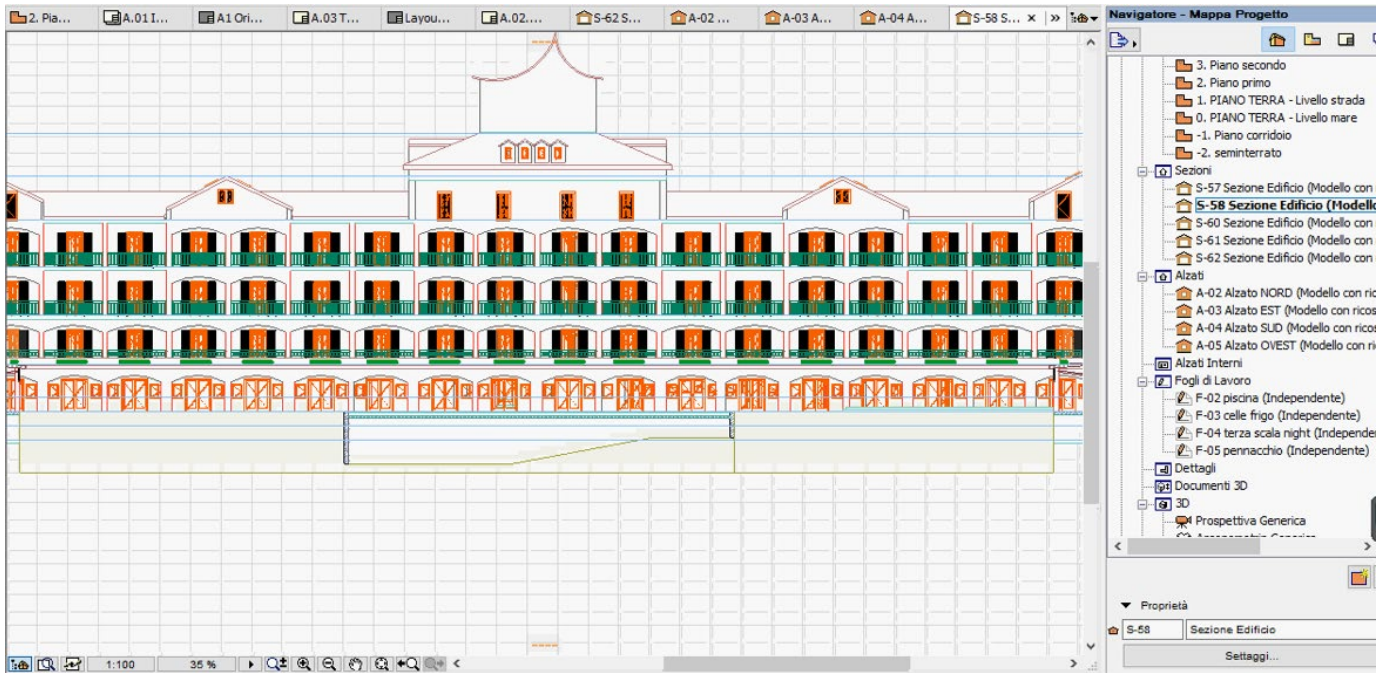 2. Pia...
A.01 I...
A1 Ori...
A.03 T...
Layou...
A.02....
S-62 S...
A-02 ...
A-03 A...
A-04 A...
S-58 S...
Navigatore - Mappa Progetto
3. Piano secondo
2. Piano primo
1. PIANO TERRA - Livello strada
0. PIANO TERRA - Livello mare
-1. Piano corridoio
-2. seminterrato
Sezioni
S-57 Sezione Edificio (Modello con
S-58 Sezione Edificio (Modello
S-60 Sezione Edificio (Modello con
S-61 Sezione Edificio (Modello con
S-62 Sezione Edificio (Modello con
Alzati
A-02 Alzato NORD (Modello con ric
A-03 Alzato EST (Modello con ricos
A-04 Alzato SUD (Modello con ricos
A-05 Alzato OVEST (Modello con ri
Alzati Interni
Fogli di Lavoro
F-02 piscina (Independente)
F-03 celle frigo (Independente)
F-04 terza scala night (Independe
F-05 pennacchio (Independente)
Dettagli
Documenti 3D
3D
Prospettiva Generica
Proprietà
S-58
Sezione Edificio
Settaggi...
1:100
35 %